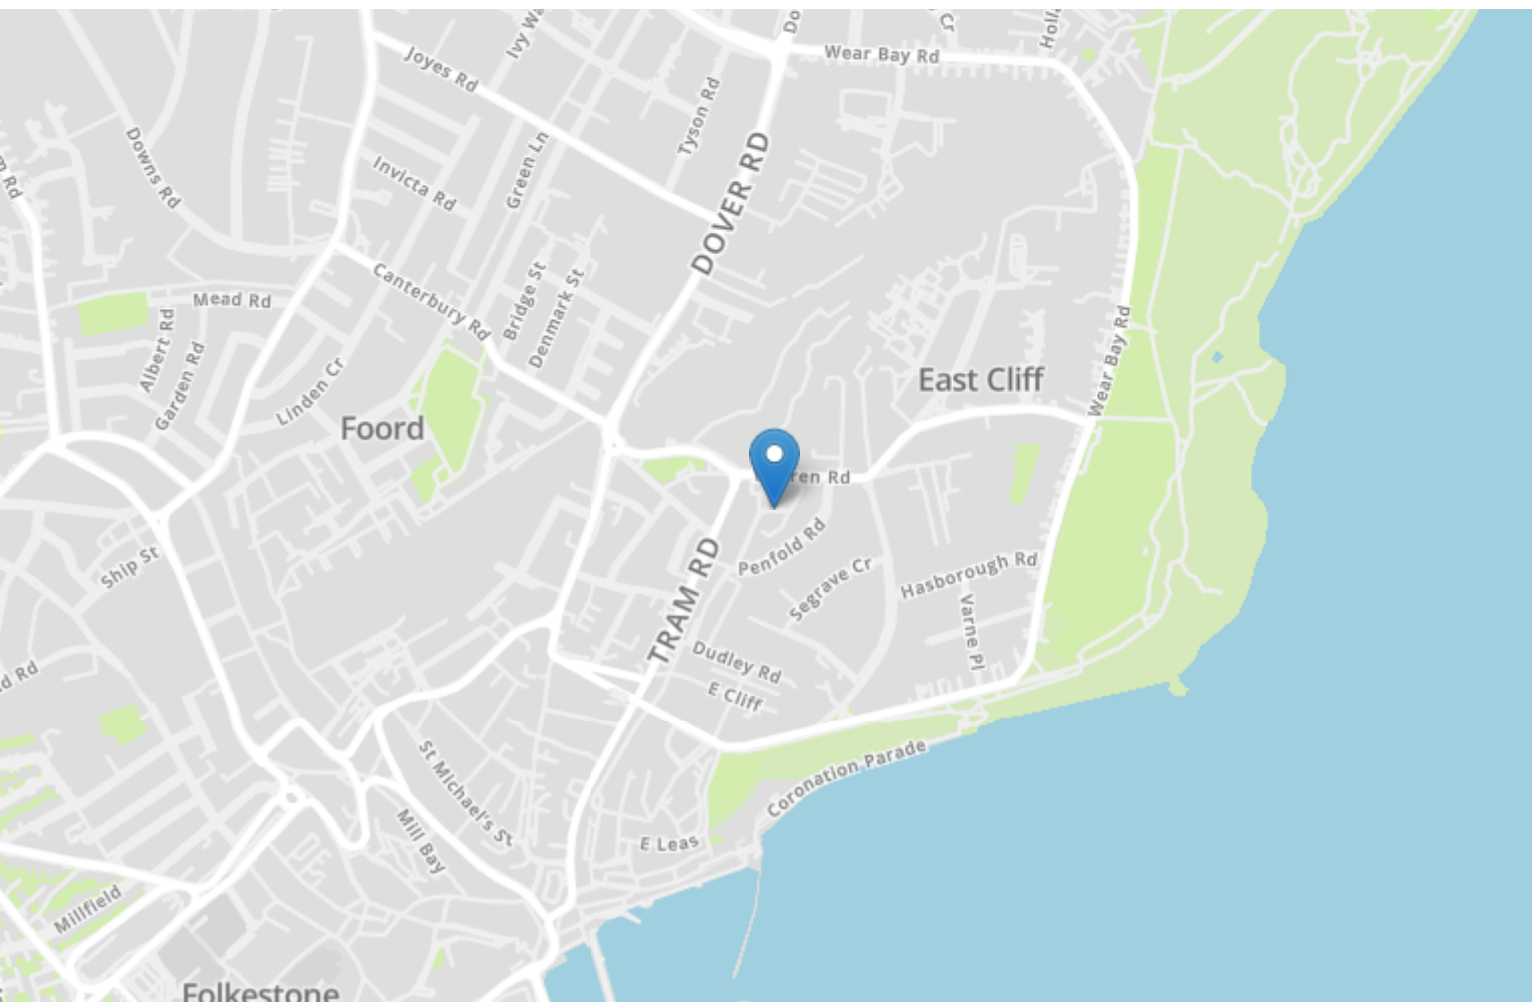 Wear Bay Rd
Joyes Rd
Tyson Rd
Downs Rd
Invicta Rd
Green Ln
DOVER RD
Canterbury Rd
Bridge St
Denmark St
Mead Rd
Albert Rd
Garden Rd
Linden Cr
Wear Bay Rd
East Cliff
Foord
ren Rd
Penfold Rd
Segrave Cr
Hasborough Rd
Varne Pl
Ship St
TRAM RD
Dudley Rd
E Cliff
Coronation Parade
St Michael's St
Mill Bay
E Leas
Millfield
Folkestone